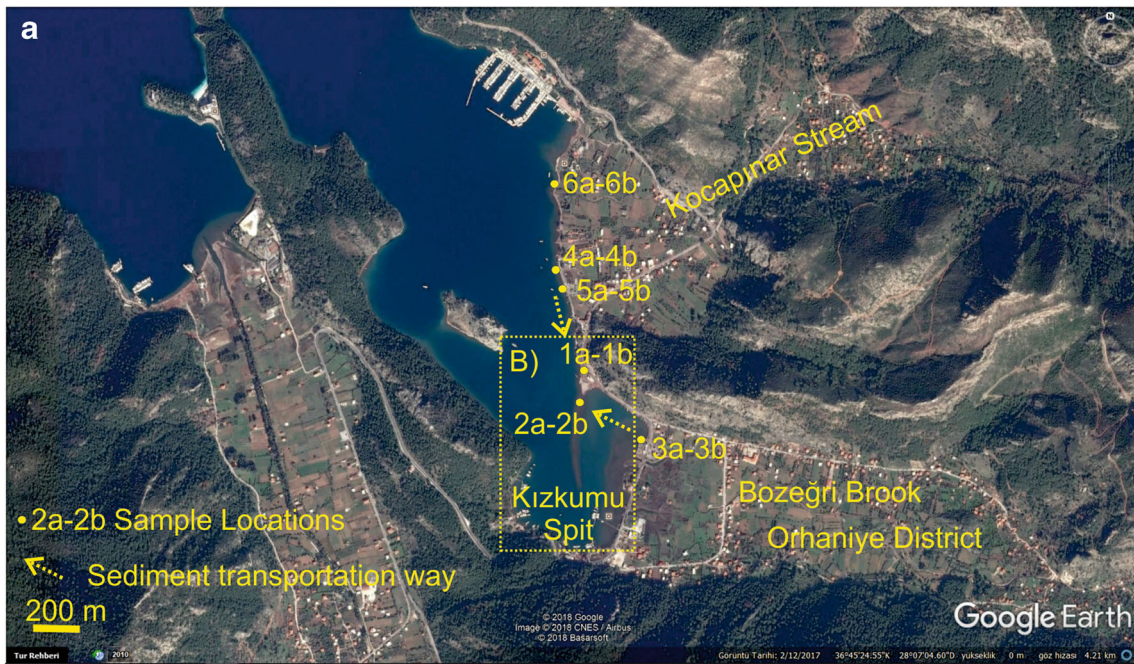 a
N
Kocapınar Stream
6a-6b
4a-4b
5a-5b
B)
1a-1b
2a-2b
3a-3b
Kızkumu
Spit
Bozeğri Brook
Orhaniye District
2a-2b Sample Locations
Sediment transportation way
200 m
© 2018 Google
Image © 2018 CNES / Airbus
© 2018 Basarsoft
Google Earth
Tur Rehberi
2010
Görüntü Tarihi: 2/12/2017 36°45'24.55"K 28°07'04.60"D yükseklik 0 m göz hizası 4.21 km